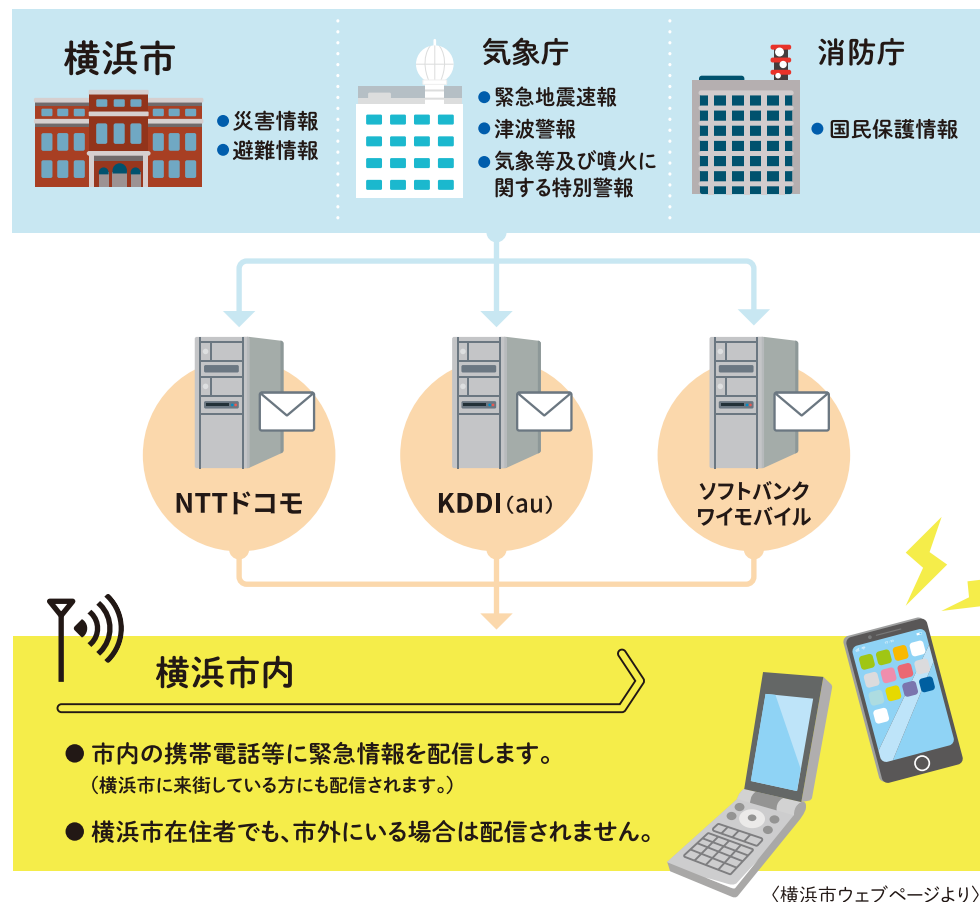 横浜市
●災害情報
●避難情報
気象庁
●緊急地震速報
●津波警報
●気象等及び噴火に
関する特別警報
消防庁
●国民保護情報
NTTドコモ
KDDI(au)
ソフトバンク
ワイモバイル
横浜市内
●市内の携帯電話等に緊急情報を配信します。
(横浜市に来街している方にも配信されます。)
●横浜市在住者でも、市外にいる場合は配信されません。
〈横浜市ウェブページより〉